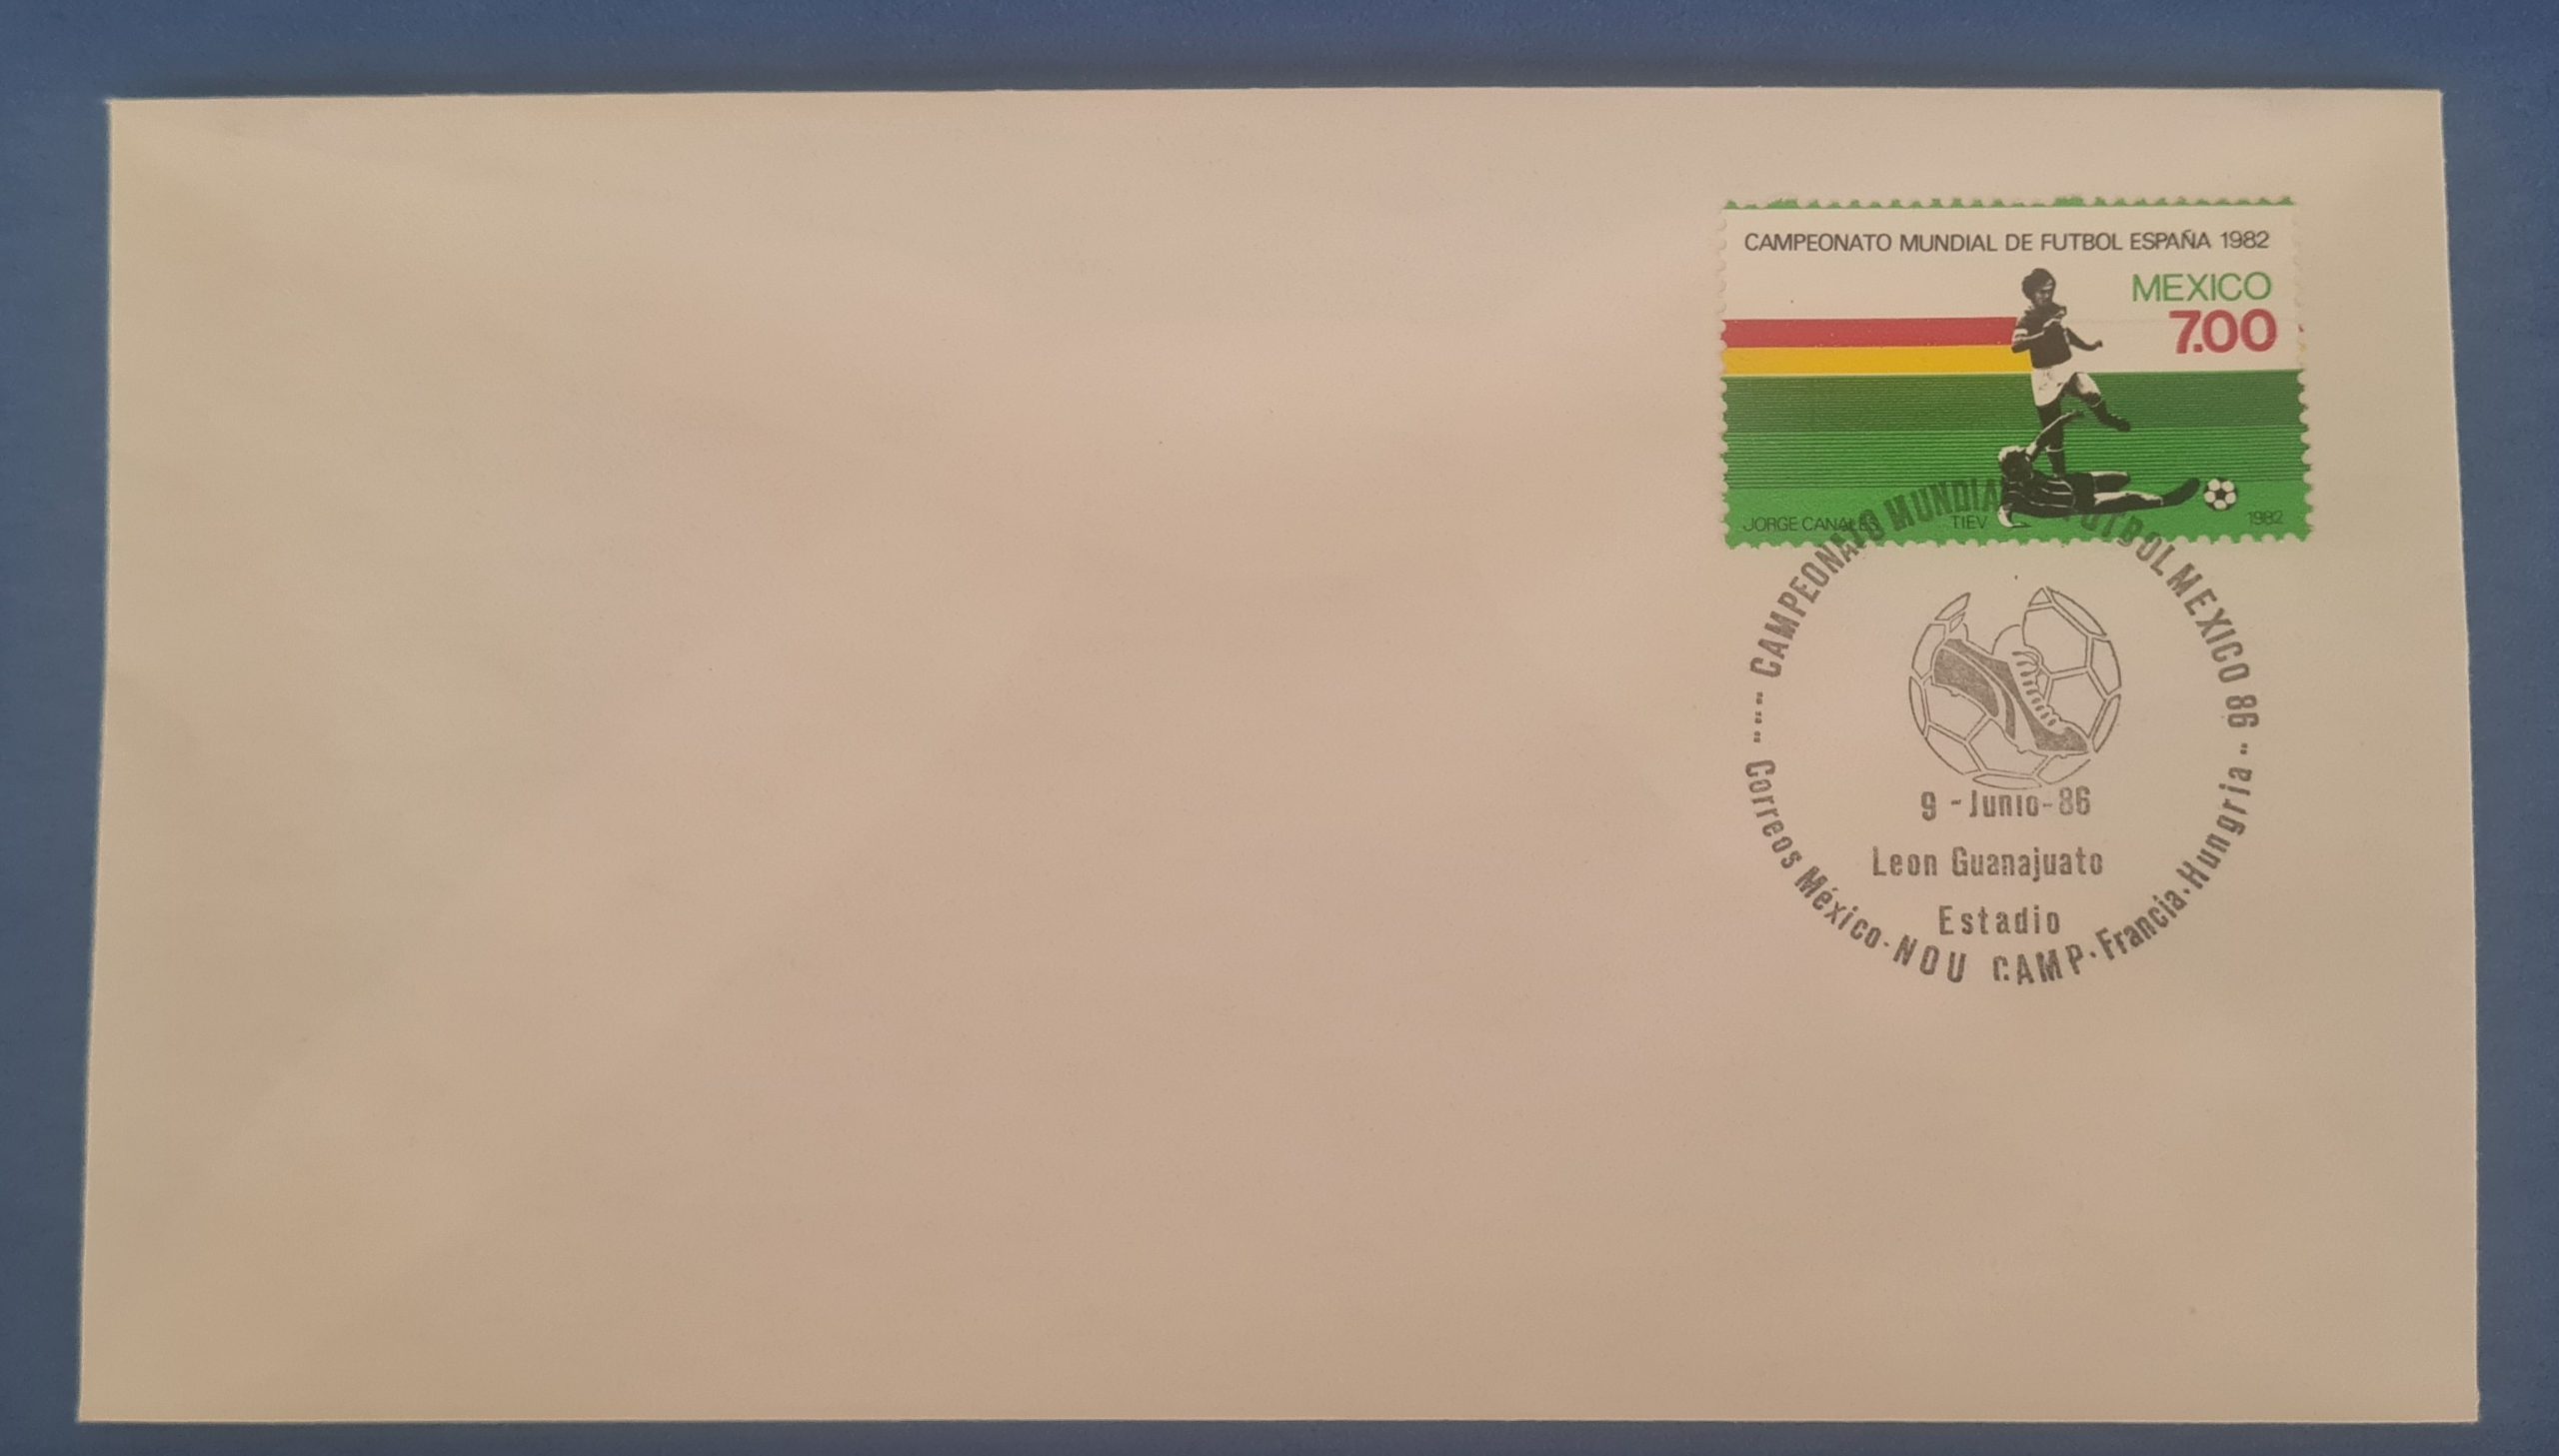 CAMPEONATO MUNDIAL DE FUTBOL ESPAÑA 1982
MEXICO
7.00
JORGE CANALES
TIEV
1982
CAMPEONATO MUNDIAL FUTBOL MEXICO 86
9 - Junio - 86
Leon Guanajuato
Estadio
Correos México · NOU CAMP · Francia · Hungria